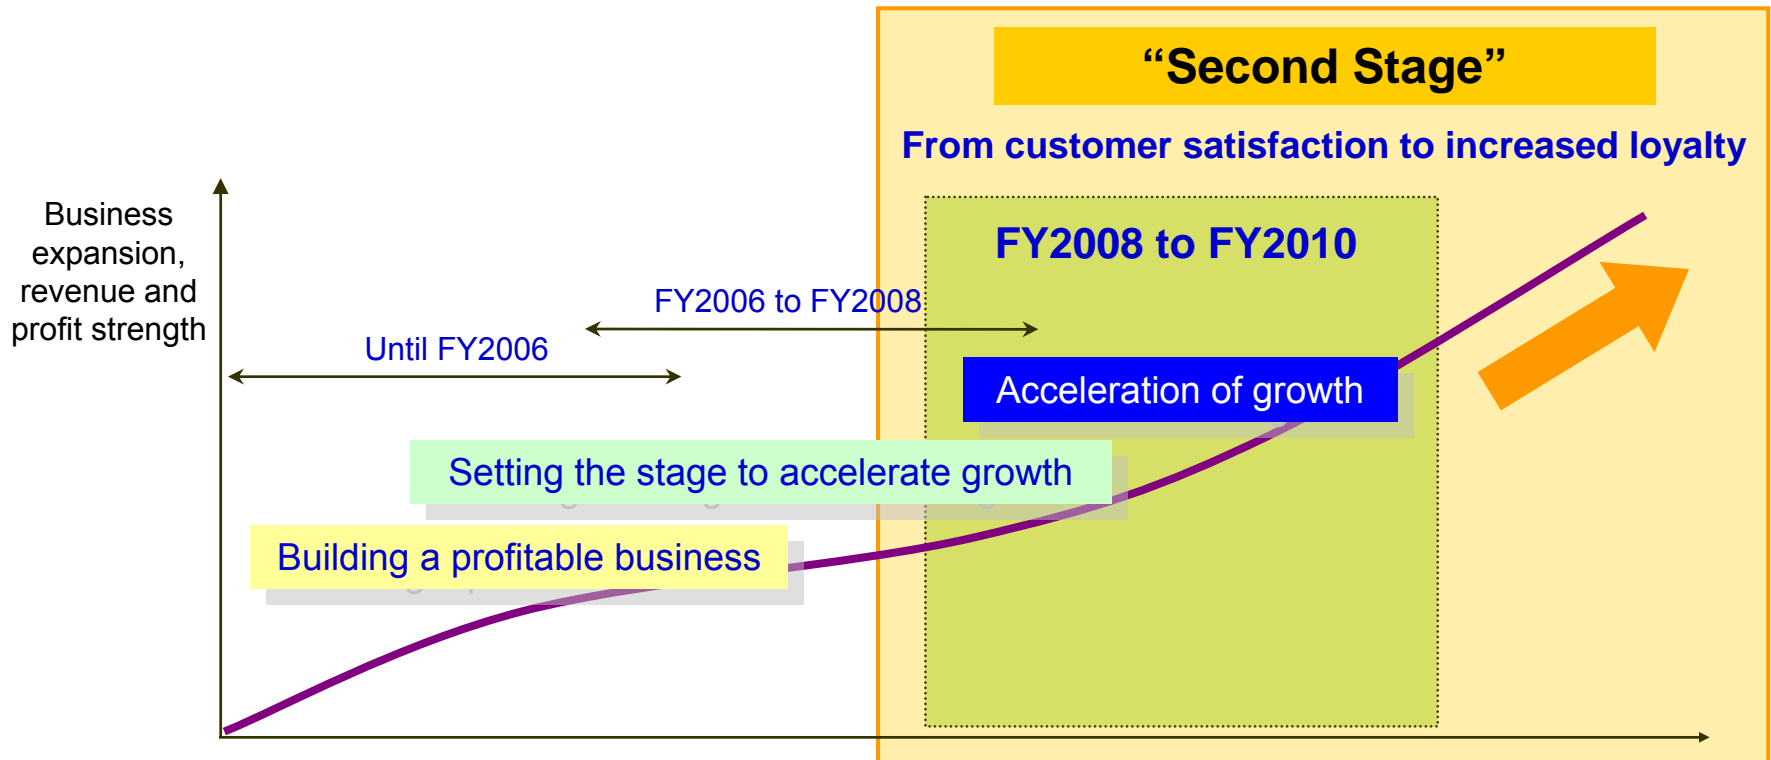 “Second Stage”
From customer satisfaction to increased loyalty
Business
expansion,
revenue and
profit strength
FY2008 to FY2010
FY2006 to FY2008
Until FY2006
Acceleration of growth
Setting the stage to accelerate growth
Building a profitable business